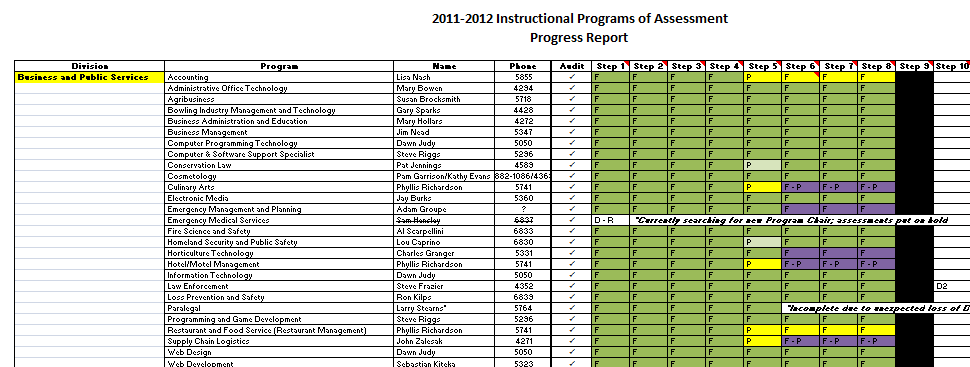 2011-2012 Instructional Programs of Assessment
Progress Report
Division Program Name Phone Audit Step 1 Step 2 Step 3 Step 4 Step 5 Step 6 Step 7 Step 8 Step 9 Step 10
Business and Public Services Accounting Lisa Nash 5855 ✓ F F F F P F F F
Administrative Office Technology Mary Bowen 4294 ✓ F F F F F F F F
Agribusiness Susan Brocksmith 5718 ✓ F F F F F F F F
Bowling Industry Management and Technology Gary Sparks 4428 ✓ F F F F F F F F
Business Administration and Education Mary Hollars 4272 ✓ F F F F F F F F
Business Management Jim Nead 5347 ✓ F F F F F F F F
Computer Programming Technology Dawn Judy 5050 ✓ F F F F F F F F
Computer & Software Support Specialist Steve Riggs 5296 ✓ F F F F F F F F
Conservation Law Pat Jennings 4589 ✓ F F F F P F F F
Cosmetology Pam Garrison/Kathy Evans 882-1086/436 ✓ F F F F F F F F
Culinary Arts Phyllis Richardson 5741 ✓ F F F F P F - P F - P F - P
Electronic Media Jay Burks 5360 ✓ F F F F F F F F
Emergency Management and Planning Adam Groupe ? ✓ F F F F F F F F
Emergency Medical Services Sam Hensley 6837 ✓ D - R *Currently searching for new Program Chair; assessments put on hold
Fire Science and Safety Al Scarpellini 6833 ✓ F F F F F F F F
Homeland Security and Public Safety Lou Caprino 6830 ✓ F F F F P F F F
Horticulture Technology Charles Granger 5331 ✓ F F F F F F F F
Hotel/Motel Management Phyllis Richardson 5741 ✓ F F F F P F - P F - P F - P
Information Technology Dawn Judy 5050 ✓ F F F F F F F F
Law Enforcement Steve Frazier 4352 ✓ F F F F F F F F D2
Loss Prevention and Safety Ron Kilps 6839 ✓ F F F F F F F F
Paralegal Larry Stearns* 5764 ✓ F F F F F *Incomplete due to unexpected loss of D
Programming and Game Development Steve Riggs 5296 ✓ F F F F F F F F
Restaurant and Food Service (Restaurant Management) Phyllis Richardson 5741 ✓ F F F F P F F F
Supply Chain Logistics John Zalesak 4271 ✓ F F F F P F - P F - P F - P
Web Design Dawn Judy 5050 ✓ F F F F F F F F
Web Development Sebastian Kiteka 5323 ✓ F F F F F F F F